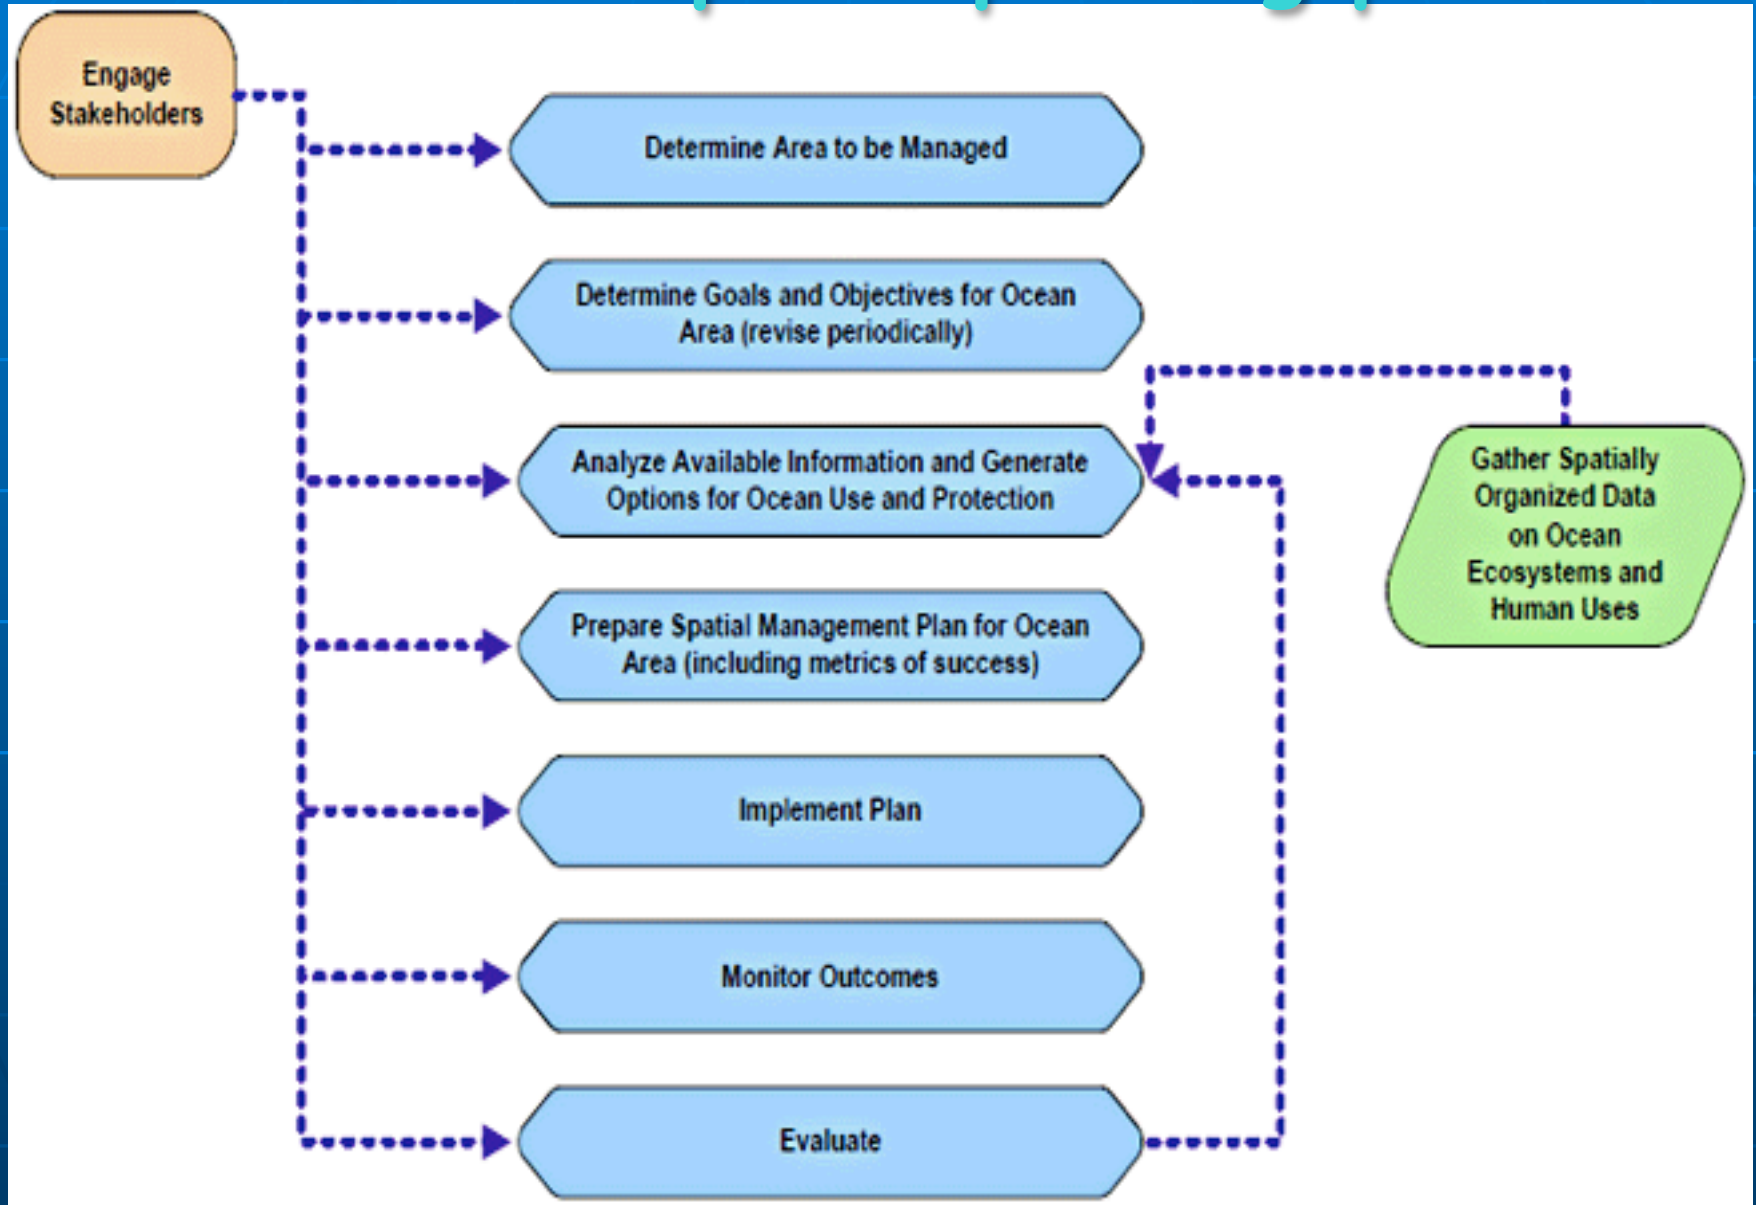 Engage
Stakeholders
Determine Area to be Managed
Determine Goals and Objectives for Ocean
Area (revise periodically)
Analyze Available Information and Generate
Options for Ocean Use and Protection
Gather Spatially
Organized Data
on Ocean
Ecosystems and
Human Uses
Prepare Spatial Management Plan for Ocean
Area (including metrics of success)
Implement Plan
Monitor Outcomes
Evaluate